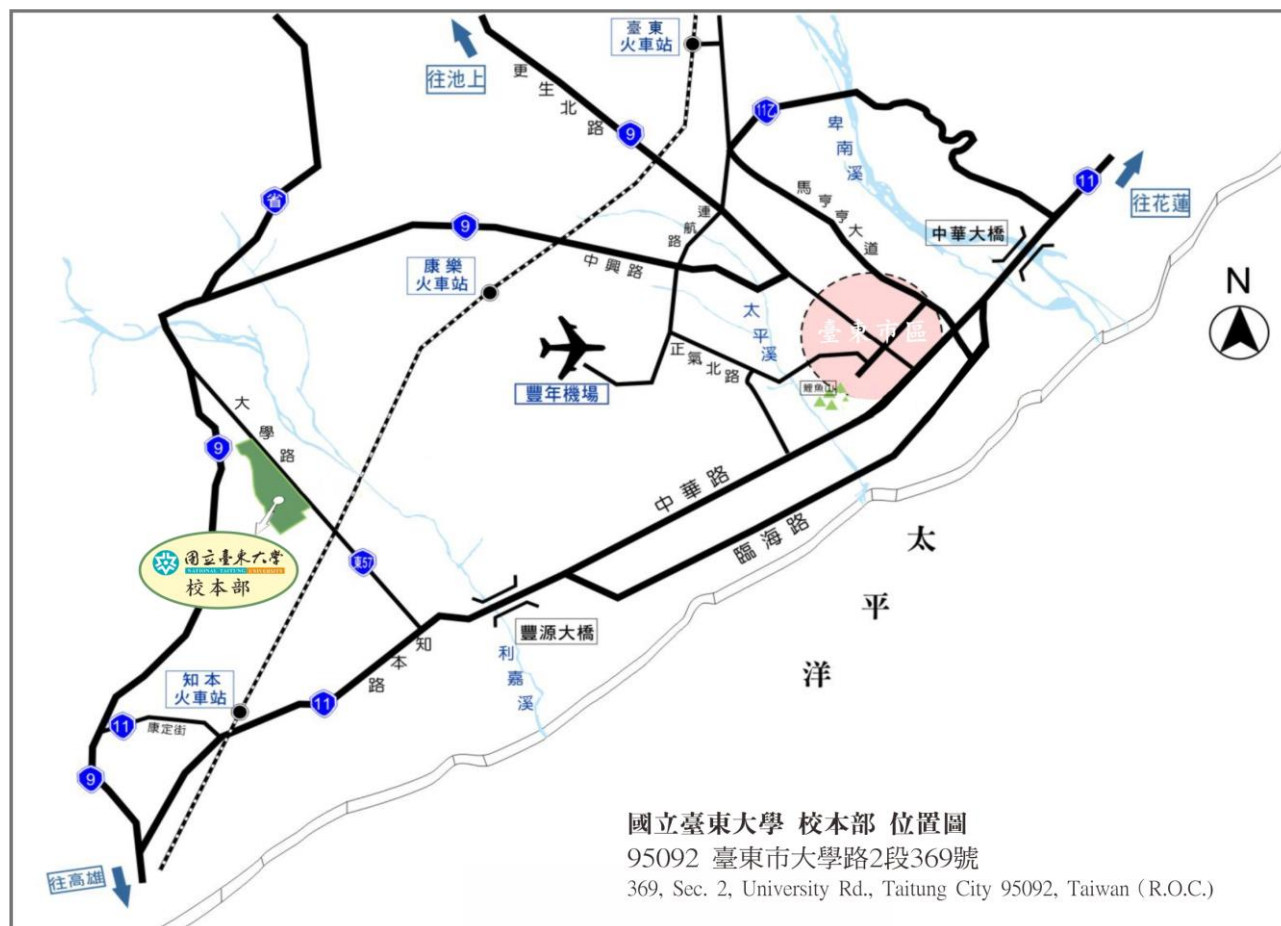 臺東
火車站
往池上
更生北路
9
11乙
卑南溪
11
往花蓮
省
馬亨亨大道
連航路
中華大橋
9
中興路
康樂
火車站
太平溪
臺東市區
N
正氣北路
豐年機場
鯉魚山
大學路
9
中華路
臨海路
太平洋
國立臺東大學
NATIONAL TAITUNG UNIVERSITY
校本部
東57
豐源大橋
利嘉溪
知本路
知本
火車站
11
11
康定街
9
往高雄
國立臺東大學 校本部 位置圖
95092 臺東市大學路2段369號
369, Sec. 2, University Rd., Taitung City 95092, Taiwan (R.O.C.)